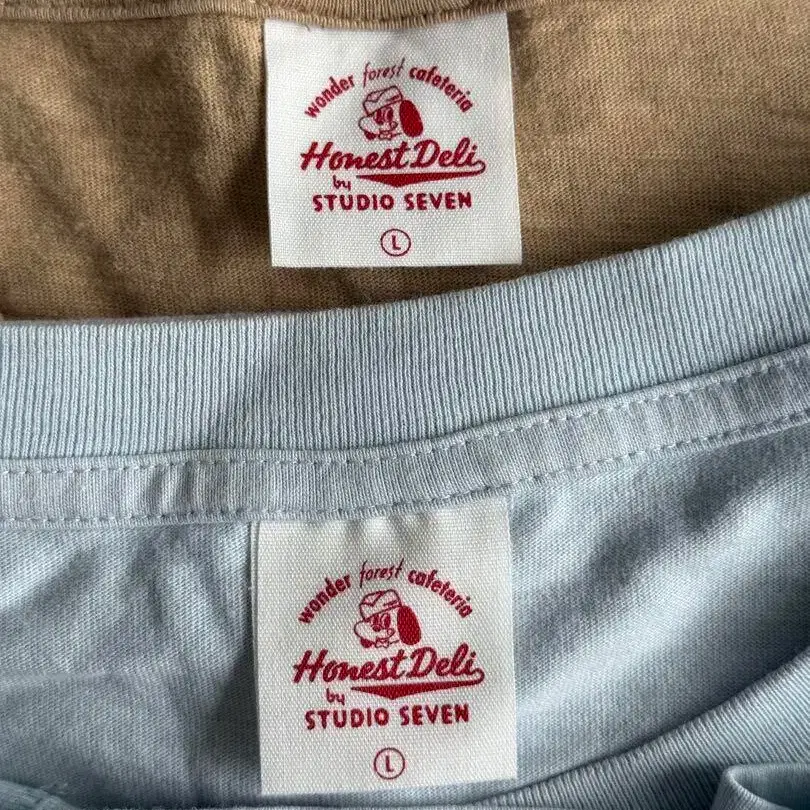 wonder forest cafeteria
Honest Deli
by
STUDIO SEVEN
L
wonder forest cafeteria
Honest Deli
by
STUDIO SEVEN
L